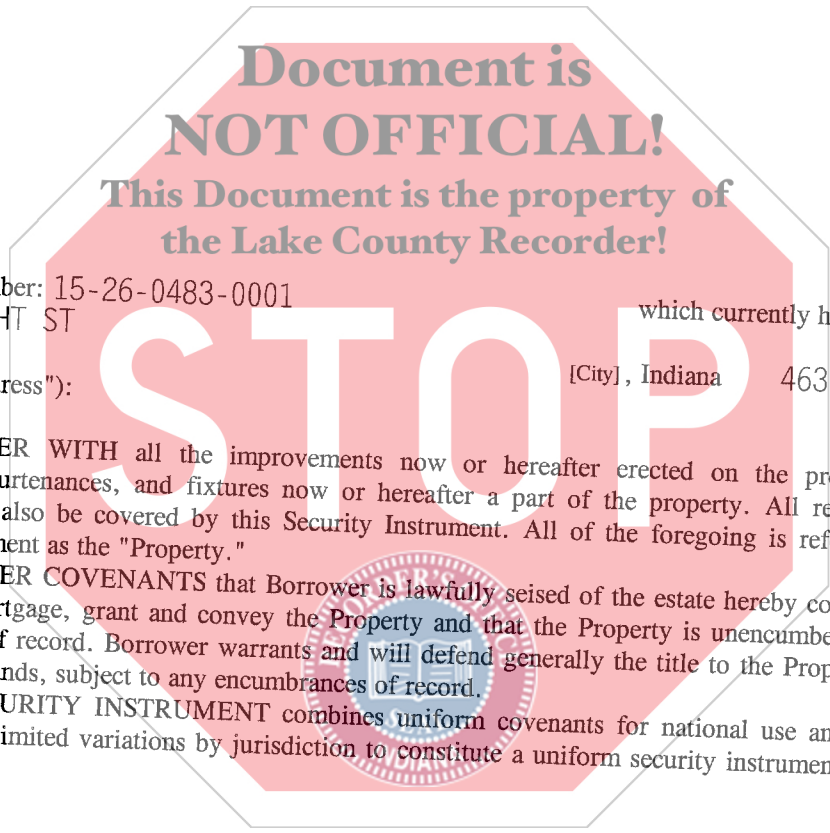 Document is
NOT OFFICIAL!
This Document is the property of
the Lake County Recorder!
ber: 15-26-0483-0001
HT ST
which currently h
[City], Indiana 463
ress"):
STOP
ER WITH all the improvements now or hereafter erected on the pr
urtenances, and fixtures now or hereafter a part of the property. All re
also be covered by this Security Instrument. All of the foregoing is ref
nent as the "Property."
ER COVENANTS that Borrower is lawfully seised of the estate hereby co
rtgage, grant and convey the Property and that the Property is unencumbe
f record. Borrower warrants and will defend generally the title to the Prop
nds, subject to any encumbrances of record.
URITY INSTRUMENT combines uniform covenants for national use an
imited variations by jurisdiction to constitute a uniform security instrumen
RECORDER'S OFFICE
INDIANA